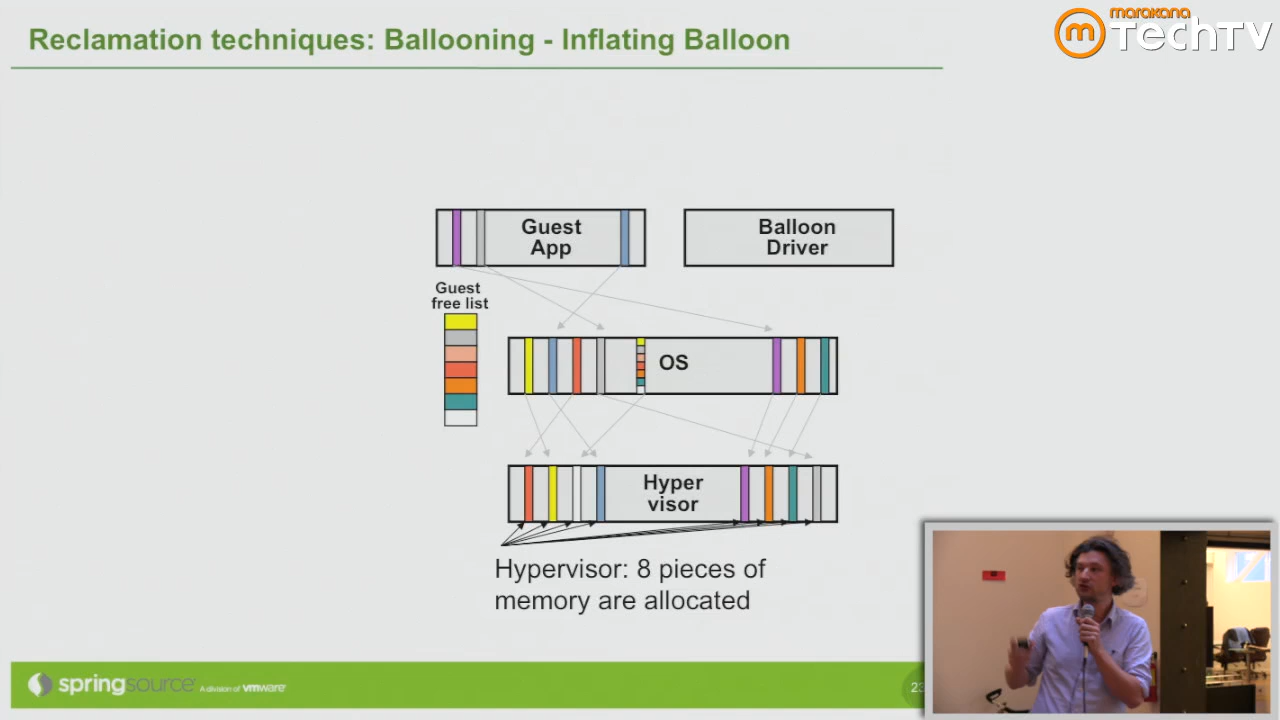 Reclamation techniques: Ballooning - Inflating Balloon
marakana
TechTV
Guest
App
Balloon
Driver
Guest
free list
OS
Hyper
visor
Hypervisor: 8 pieces of
memory are allocated
springsource
A division of vmware